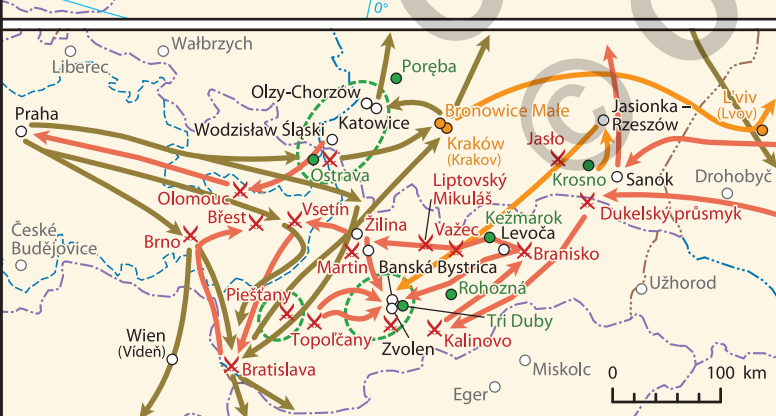 0°
Wałbrzych
Liberec
Poręba
Olzy-Chorzów
Praha
Katowice
Wodzisław Śląski
Bronowice Małe
Kraków
(Krakov)
Jasionka –
Rzeszów
L'viv
(Lvov)
Jasło
Ostrava
Krosno
Sanok
Drohobyč
Olomouc
Liptovský
Mikuláš
Břest
Vsetín
Žilina
Važec
Kežmarok
Levoča
Dukelský průsmyk
České
Budějovice
Brno
Martin
Banská Bystrica
Branisko
Piešťany
Rohozná
Užhorod
Topoľčany
Tri Duby
Wien
(Vídeň)
Zvolen
Kalinovo
Bratislava
Miskolc
Eger
0
100 km
©